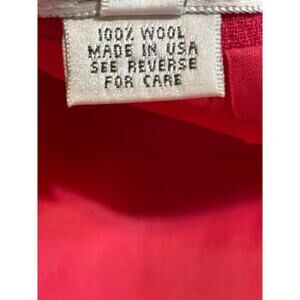 100% WOOL
MADE IN USA
SEE REVERSE
FOR CARE